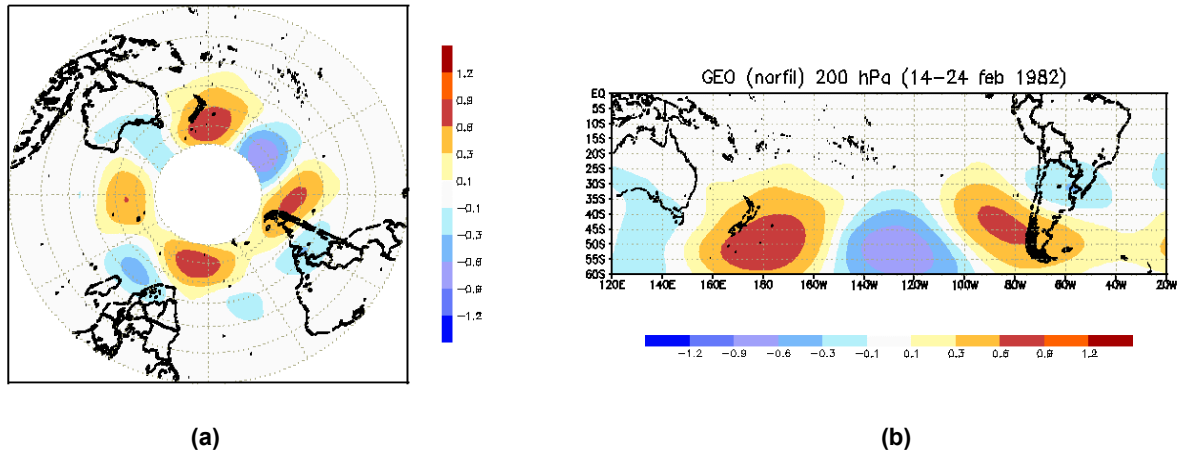 1.2
0.9
0.6
0.3
0.1
−0.1
−0.3
−0.6
−0.9
−1.2
(a)
GEO (norfil) 200 hPa (14−24 feb 1982)
EQ
5S
10S
15S
20S
25S
30S
35S
40S
45S
50S
55S
60S
120E 140E 160E 180 160W 140W 120W 100W 80W 60W 40W 20W
−1.2 −0.9 −0.6 −0.3 −0.1 0.1 0.3 0.6 0.9 1.2
(b)